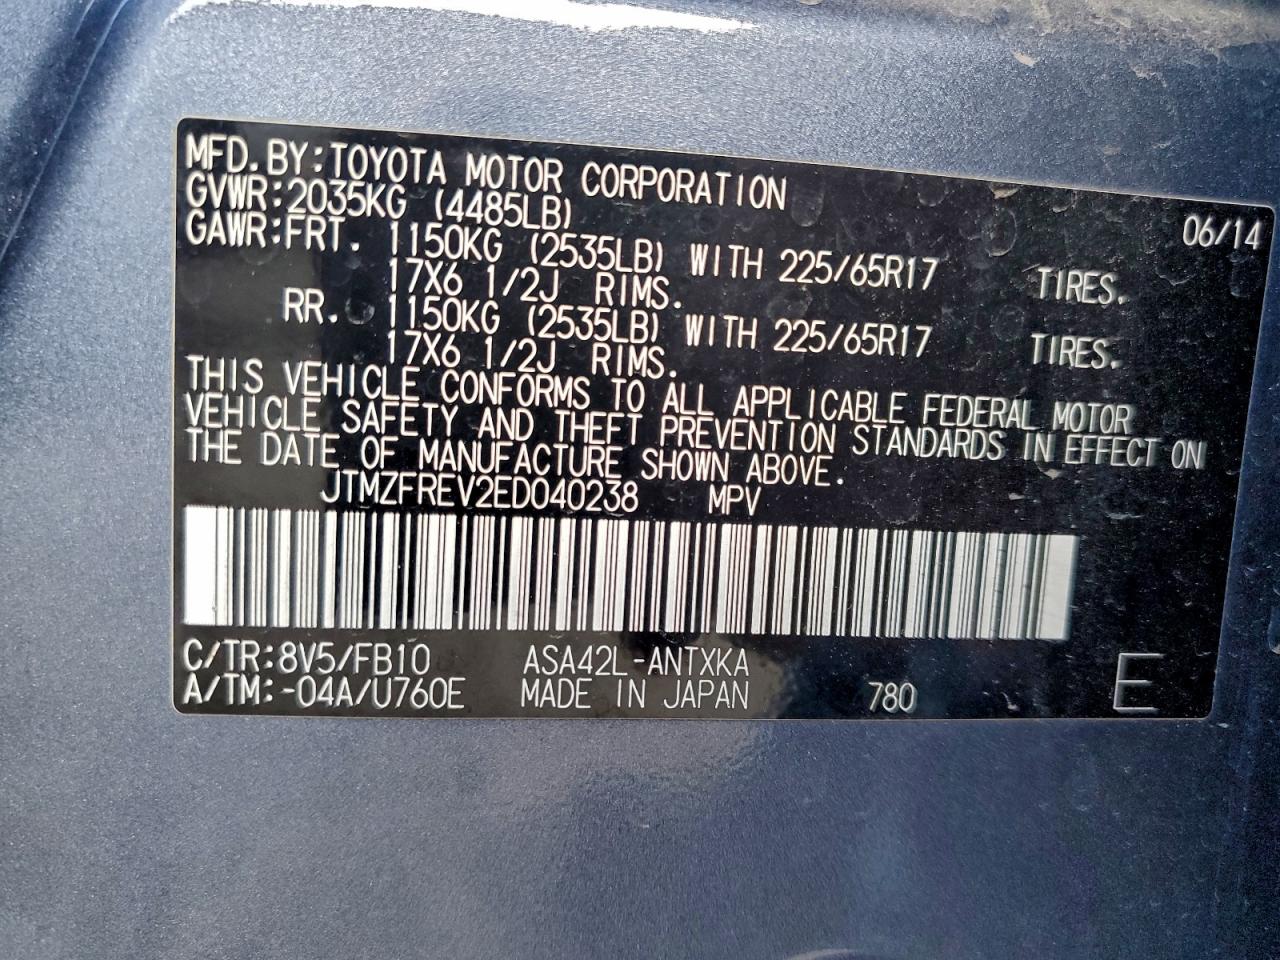 MFD.BY:TOYOTA MOTOR CORPORATION 06/14
GVWR:2035KG (4485LB)
GAWR:FRT. 1150KG (2535LB) WITH 225/65R17 TIRES.
17X6 1/2J RIMS.
RR. 1150KG (2535LB) WITH 225/65R17 TIRES.
17X6 1/2J RIMS.
THIS VEHICLE CONFORMS TO ALL APPLICABLE FEDERAL MOTOR
VEHICLE SAFETY AND THEFT PREVENTION STANDARDS IN EFFECT ON
THE DATE OF MANUFACTURE SHOWN ABOVE.
JTMZFREV2ED040238 MPV
C/TR:8V5/FB10 ASA42L-ANTXKA
A/TM:-04A/U760E MADE IN JAPAN 780 E